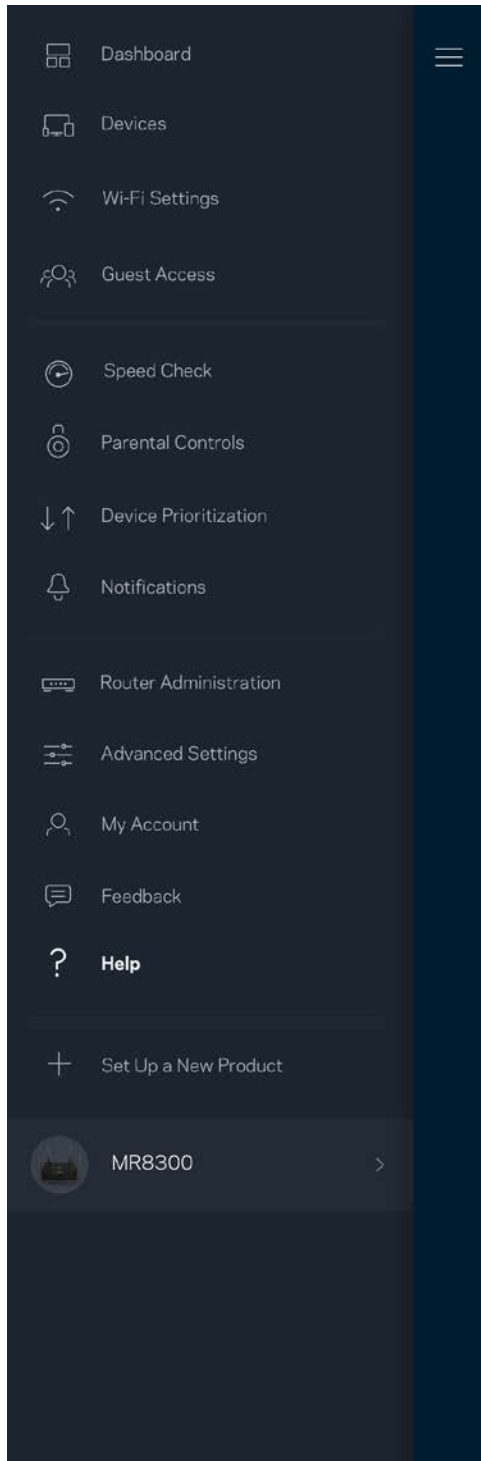 Dashboard
Devices
Wi-Fi Settings
Guest Access
Speed Check
Parental Controls
Device Prioritization
Notifications
Router Administration
Advanced Settings
My Account
Feedback
? Help
+ Set Up a New Product
MR8300 >